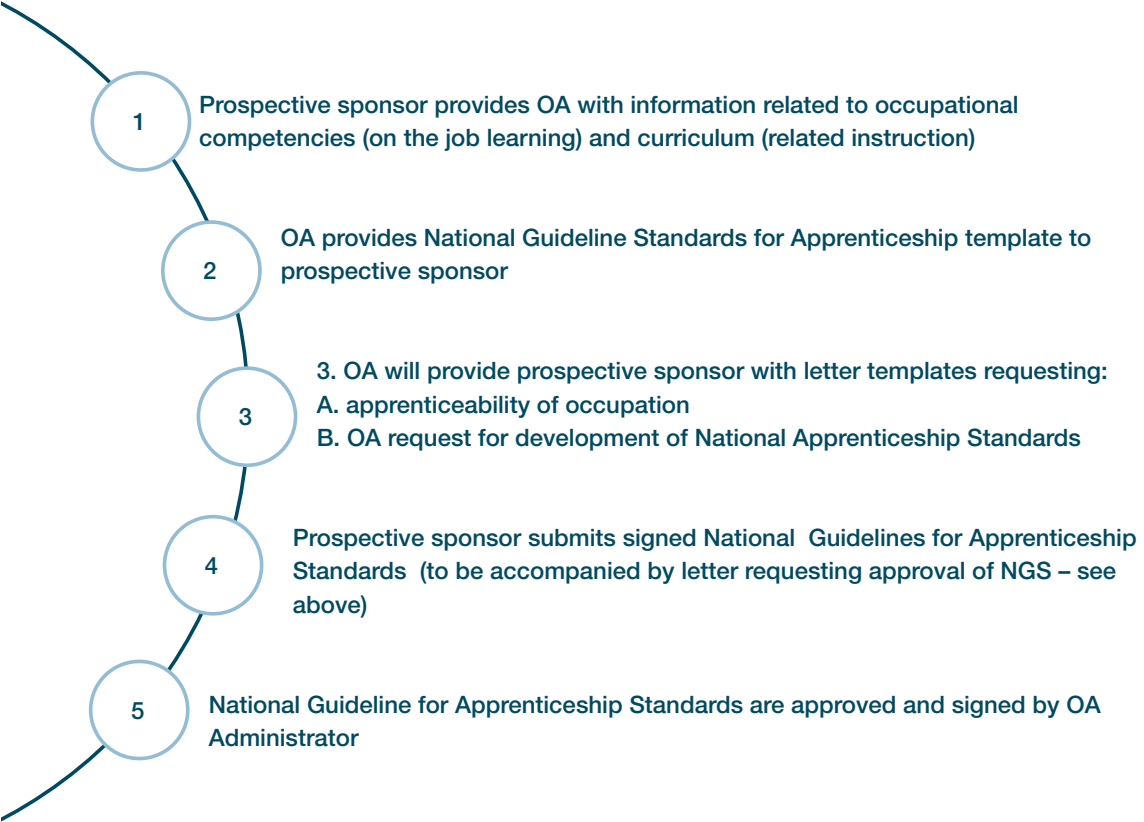 1
Prospective sponsor provides OA with information related to occupational
competencies (on the job learning) and curriculum (related instruction)
2
OA provides National Guideline Standards for Apprenticeship template to
prospective sponsor
3
3. OA will provide prospective sponsor with letter templates requesting:
A. apprenticeability of occupation
B. OA request for development of National Apprenticeship Standards
4
Prospective sponsor submits signed National  Guidelines for Apprenticeship
Standards  (to be accompanied by letter requesting approval of NGS – see
above)
5
National Guideline for Apprenticeship Standards are approved and signed by OA
Administrator